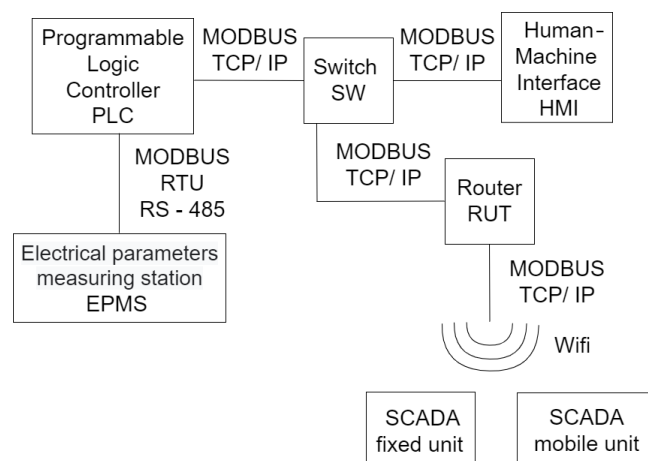 Programmable
Logic
Controller
PLC
MODBUS
TCP/ IP
Switch
SW
MODBUS
TCP/ IP
Human-
Machine
Interface
HMI
MODBUS
RTU
RS - 485
MODBUS
TCP/ IP
Router
RUT
Electrical parameters
measuring station
EPMS
MODBUS
TCP/ IP
Wifi
SCADA
fixed unit
SCADA
mobile unit